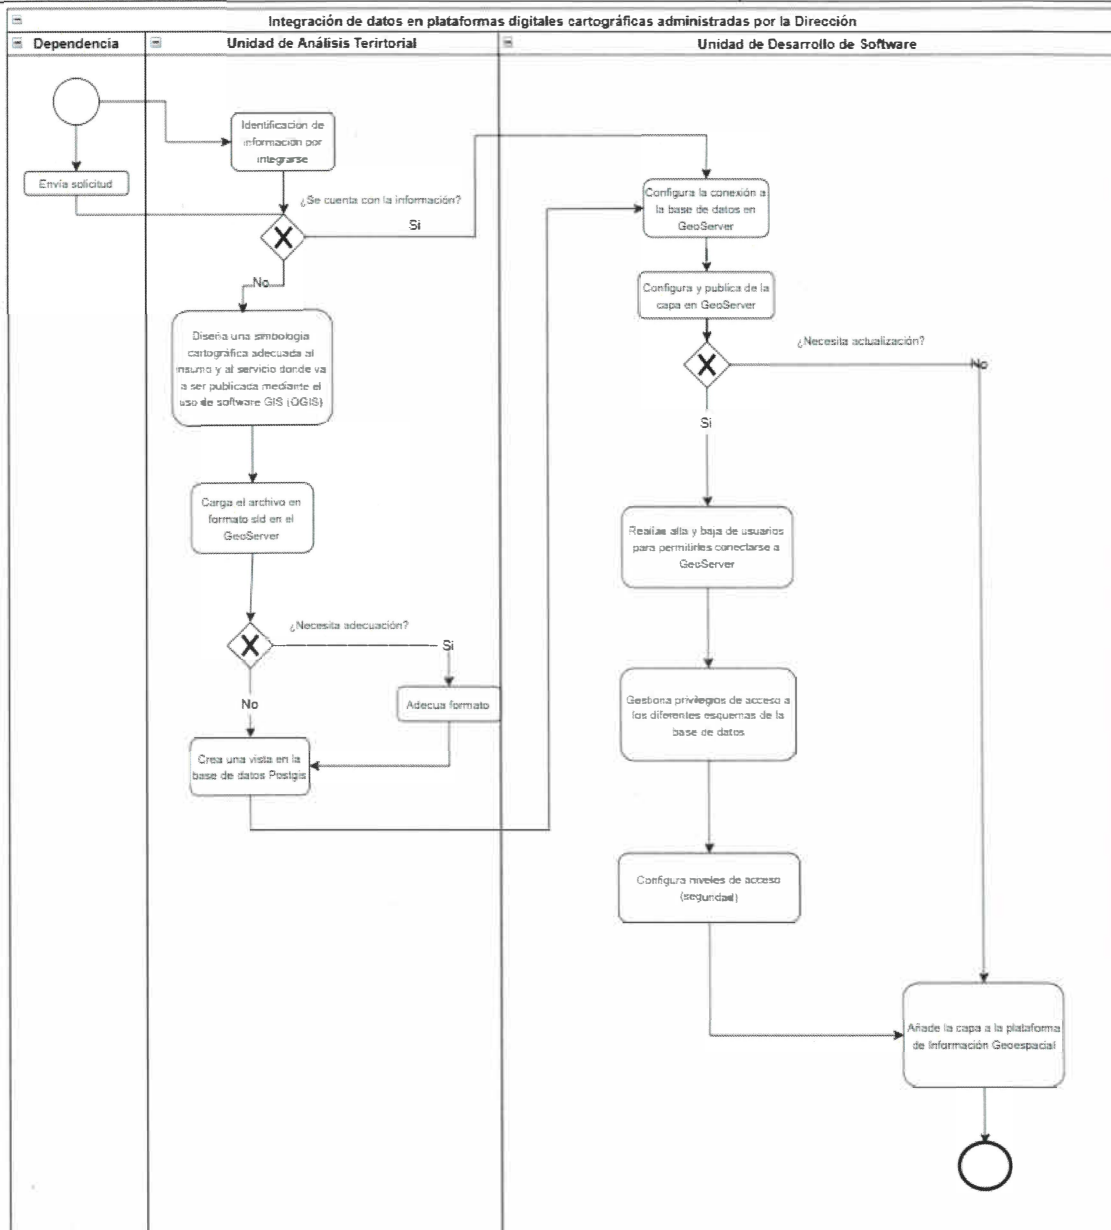 Integración de datos en plataformas digitales cartográficas administradas por la Dirección
Dependencia
Unidad de Análisis Terirtorial
Unidad de Desarrollo de Software
Identificación de
información por
integrarse
Envía solicitud
¿Se cuenta con la información?
Si
No
Diseña una simbología
cartográfica adecuada al
insumo y al servicio donde va
a ser publicada mediante el
uso de software GIS (QGIS)
Carga el archivo en
formato sld en el
GeoServer
¿Necesita adecuación?
Si
No
Adecua formato
Crea una vista en la
base de datos Postgis
Configura la conexión a
la base de datos en
GeoServer
Configura y publica de la
capa en GeoServer
¿Necesita actualización?
No
Si
Realiza alta y baja de usuarios
para permitirles conectarse a
GeoServer
Gestiona privilegios de acceso a
los diferentes esquemas de la
base de datos
Configura niveles de acceso
(seguridad)
Añade la capa a la plataforma
de Información Geoespacial